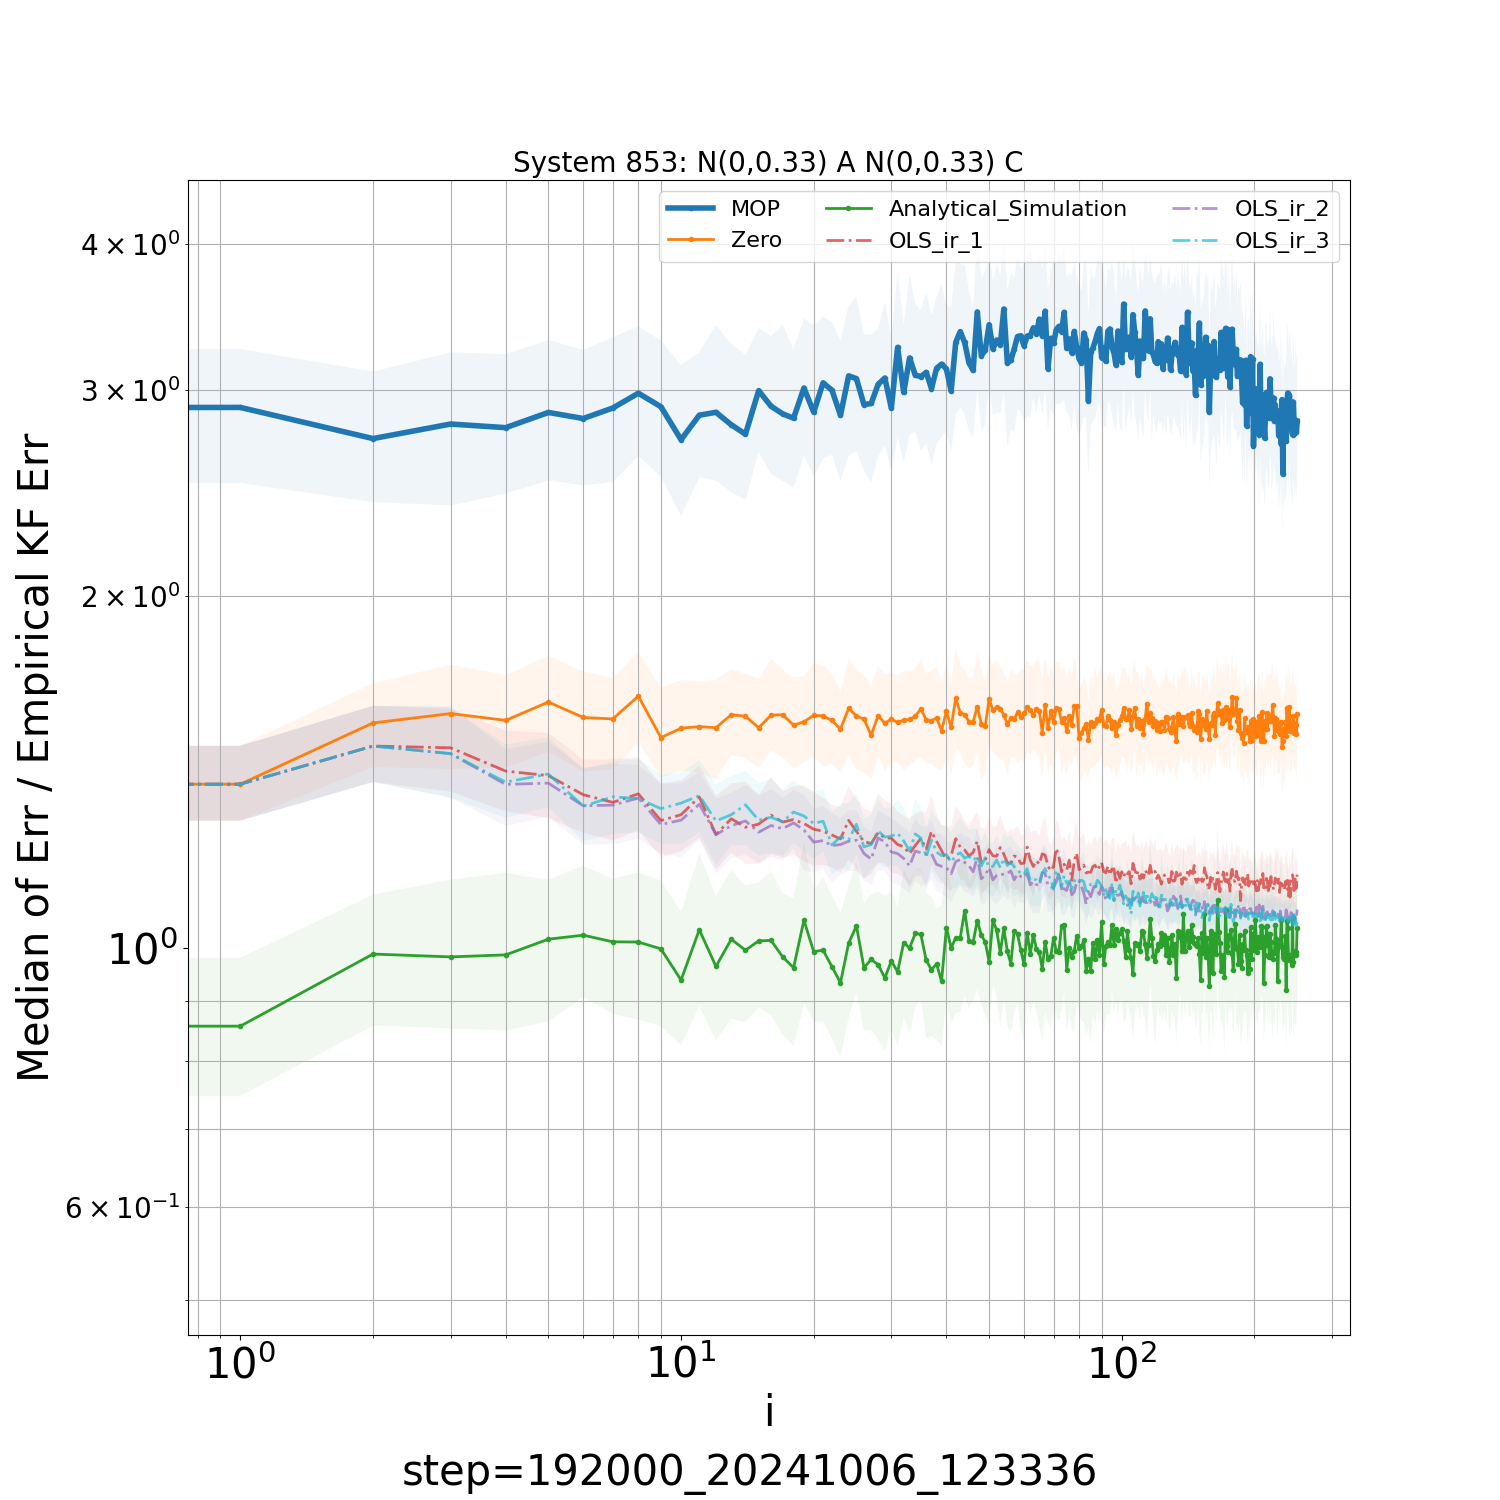 System 853: N(0,0.33) A N(0,0.33) C
MOP
Zero
Analytical_Simulation
OLS_ir_1
OLS_ir_2
OLS_ir_3
Median of Err / Empirical KF Err
4 × 10⁰
3 × 10⁰
2 × 10⁰
10⁰
6 × 10⁻¹
10⁰ 10¹ 10²
i
step=192000_20241006_123336